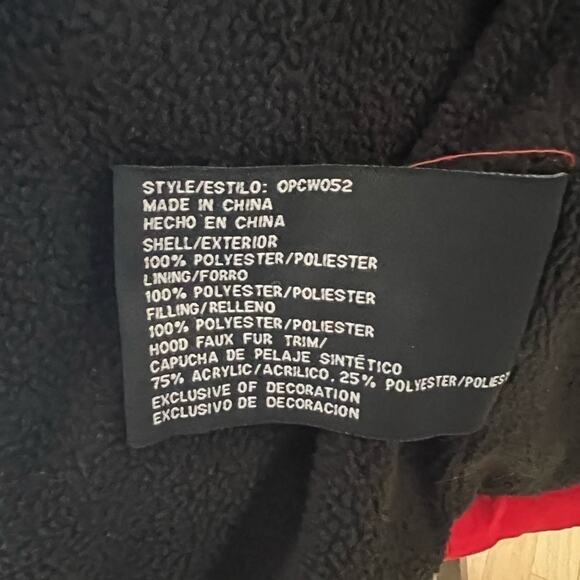 STYLE/ESTILO: OPCW052
MADE IN CHINA
HECHO EN CHINA
SHELL/EXTERIOR
100% POLYESTER/POLIESTER
LINING/FORRO
100% POLYESTER/POLIESTER
FILLING/RELLENO
100% POLYESTER/POLIESTER
HOOD FAUX FUR TRIM/
CAPUCHA DE PELAJE SINTÉTICO
75% ACRYLIC/ACRILICO, 25% POLYESTER/POLIEST
EXCLUSIVE OF DECORATION
EXCLUSIVO DE DECORACION